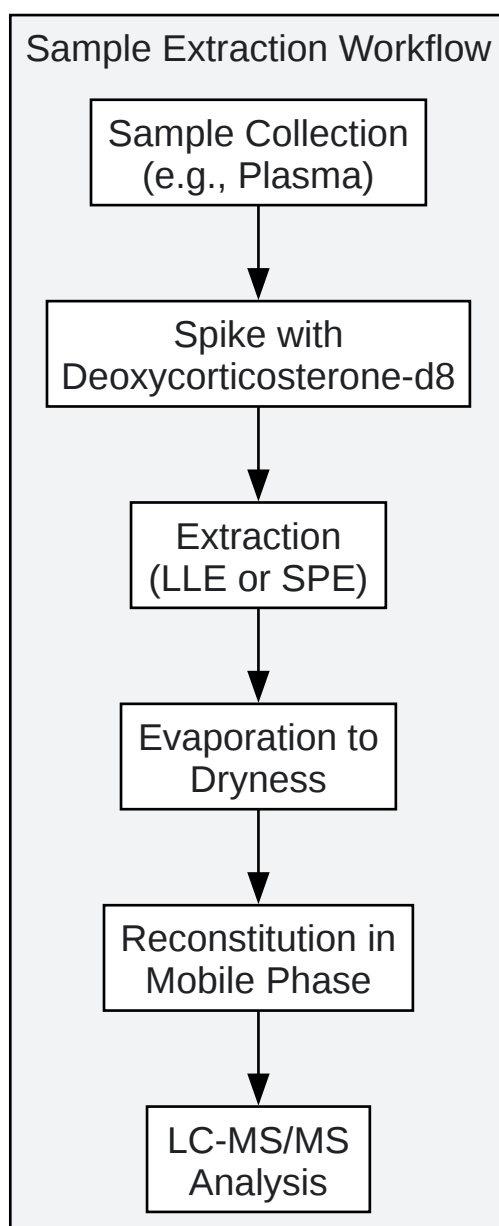 Sample Extraction Workflow
Sample Collection
(e.g., Plasma)
Spike with
Deoxycorticosterone-d8
Extraction
(LLE or SPE)
Evaporation to
Dryness
Reconstitution in
Mobile Phase
LC-MS/MS
Analysis